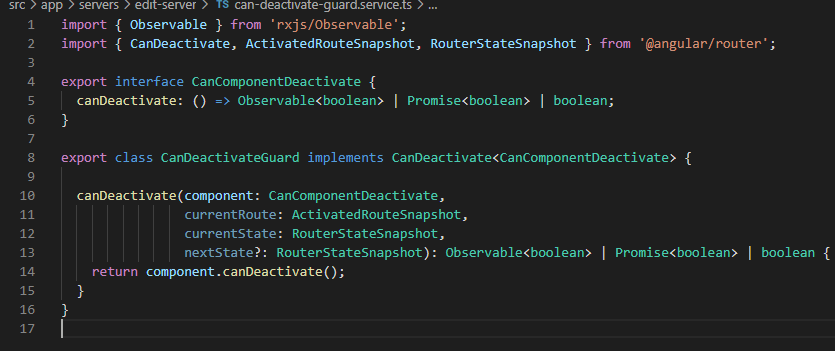 src > app > servers > edit-server > TS can-deactivate-guard.service.ts > ...
1 import { Observable } from 'rxjs/Observable';
2 import { CanDeactivate, ActivatedRouteSnapshot, RouterStateSnapshot } from '@angular/router';
3
4 export interface CanComponentDeactivate {
5   canDeactivate: () => Observable<boolean> | Promise<boolean> | boolean;
6 }
7
8 export class CanDeactivateGuard implements CanDeactivate<CanComponentDeactivate> {
9
10   canDeactivate(component: CanComponentDeactivate,
11                 currentRoute: ActivatedRouteSnapshot,
12                 currentState: RouterStateSnapshot,
13                 nextState?: RouterStateSnapshot): Observable<boolean> | Promise<boolean> | boolean {
14     return component.canDeactivate();
15   }
16 }
17